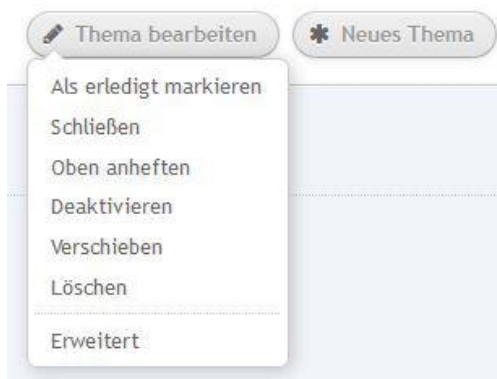 Thema bearbeiten Neues Thema
Als erledigt markieren
Schließen
Oben anheften
Deaktivieren
Verschieben
Löschen
Erweitert